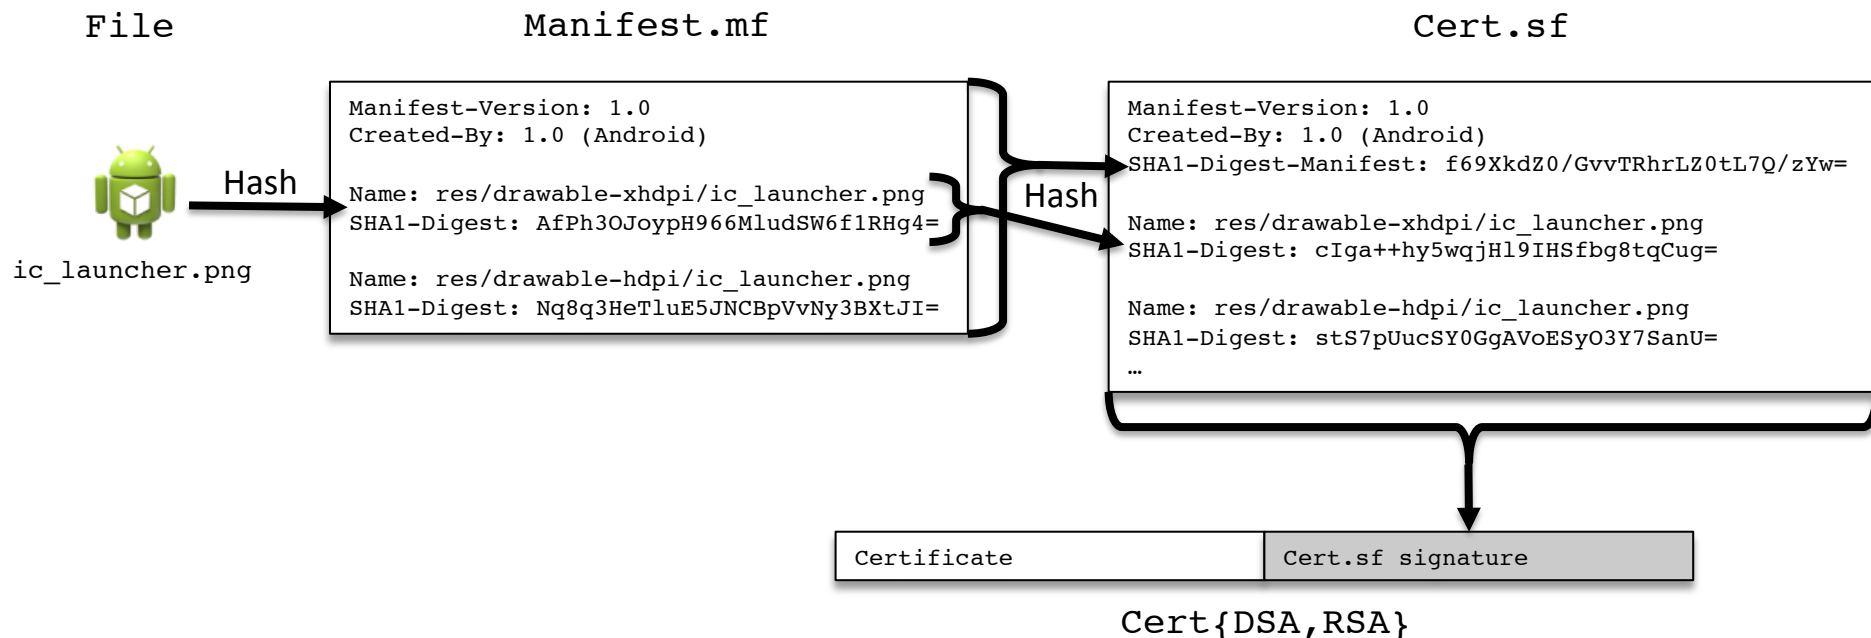 File
Manifest.mf
Cert.sf
Hash
ic_launcher.png
Manifest-Version: 1.0
Created-By: 1.0 (Android)
Name: res/drawable-xhdpi/ic_launcher.png
SHA1-Digest: AfPh3OJoypH966MludSW6f1RHg4=
Name: res/drawable-hdpi/ic_launcher.png
SHA1-Digest: Nq8q3HeTluE5JNCBpVvNy3BXtJI=
Hash
Manifest-Version: 1.0
Created-By: 1.0 (Android)
SHA1-Digest-Manifest: f69XkdZ0/GvvTRhrLZ0tL7Q/zYw=
Name: res/drawable-xhdpi/ic_launcher.png
SHA1-Digest: cIga++hy5wqjHl9IHSfbg8tqCug=
Name: res/drawable-hdpi/ic_launcher.png
SHA1-Digest: stS7pUucSY0GgAVoESyO3Y7SanU=
…
Certificate
Cert.sf signature
Cert{DSA,RSA}